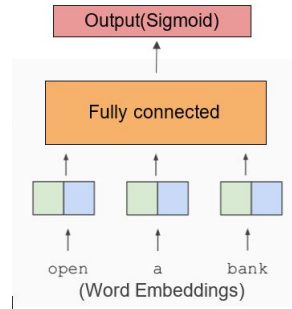 Output(Sigmoid)
Fully connected
open a bank
(Word Embeddings)